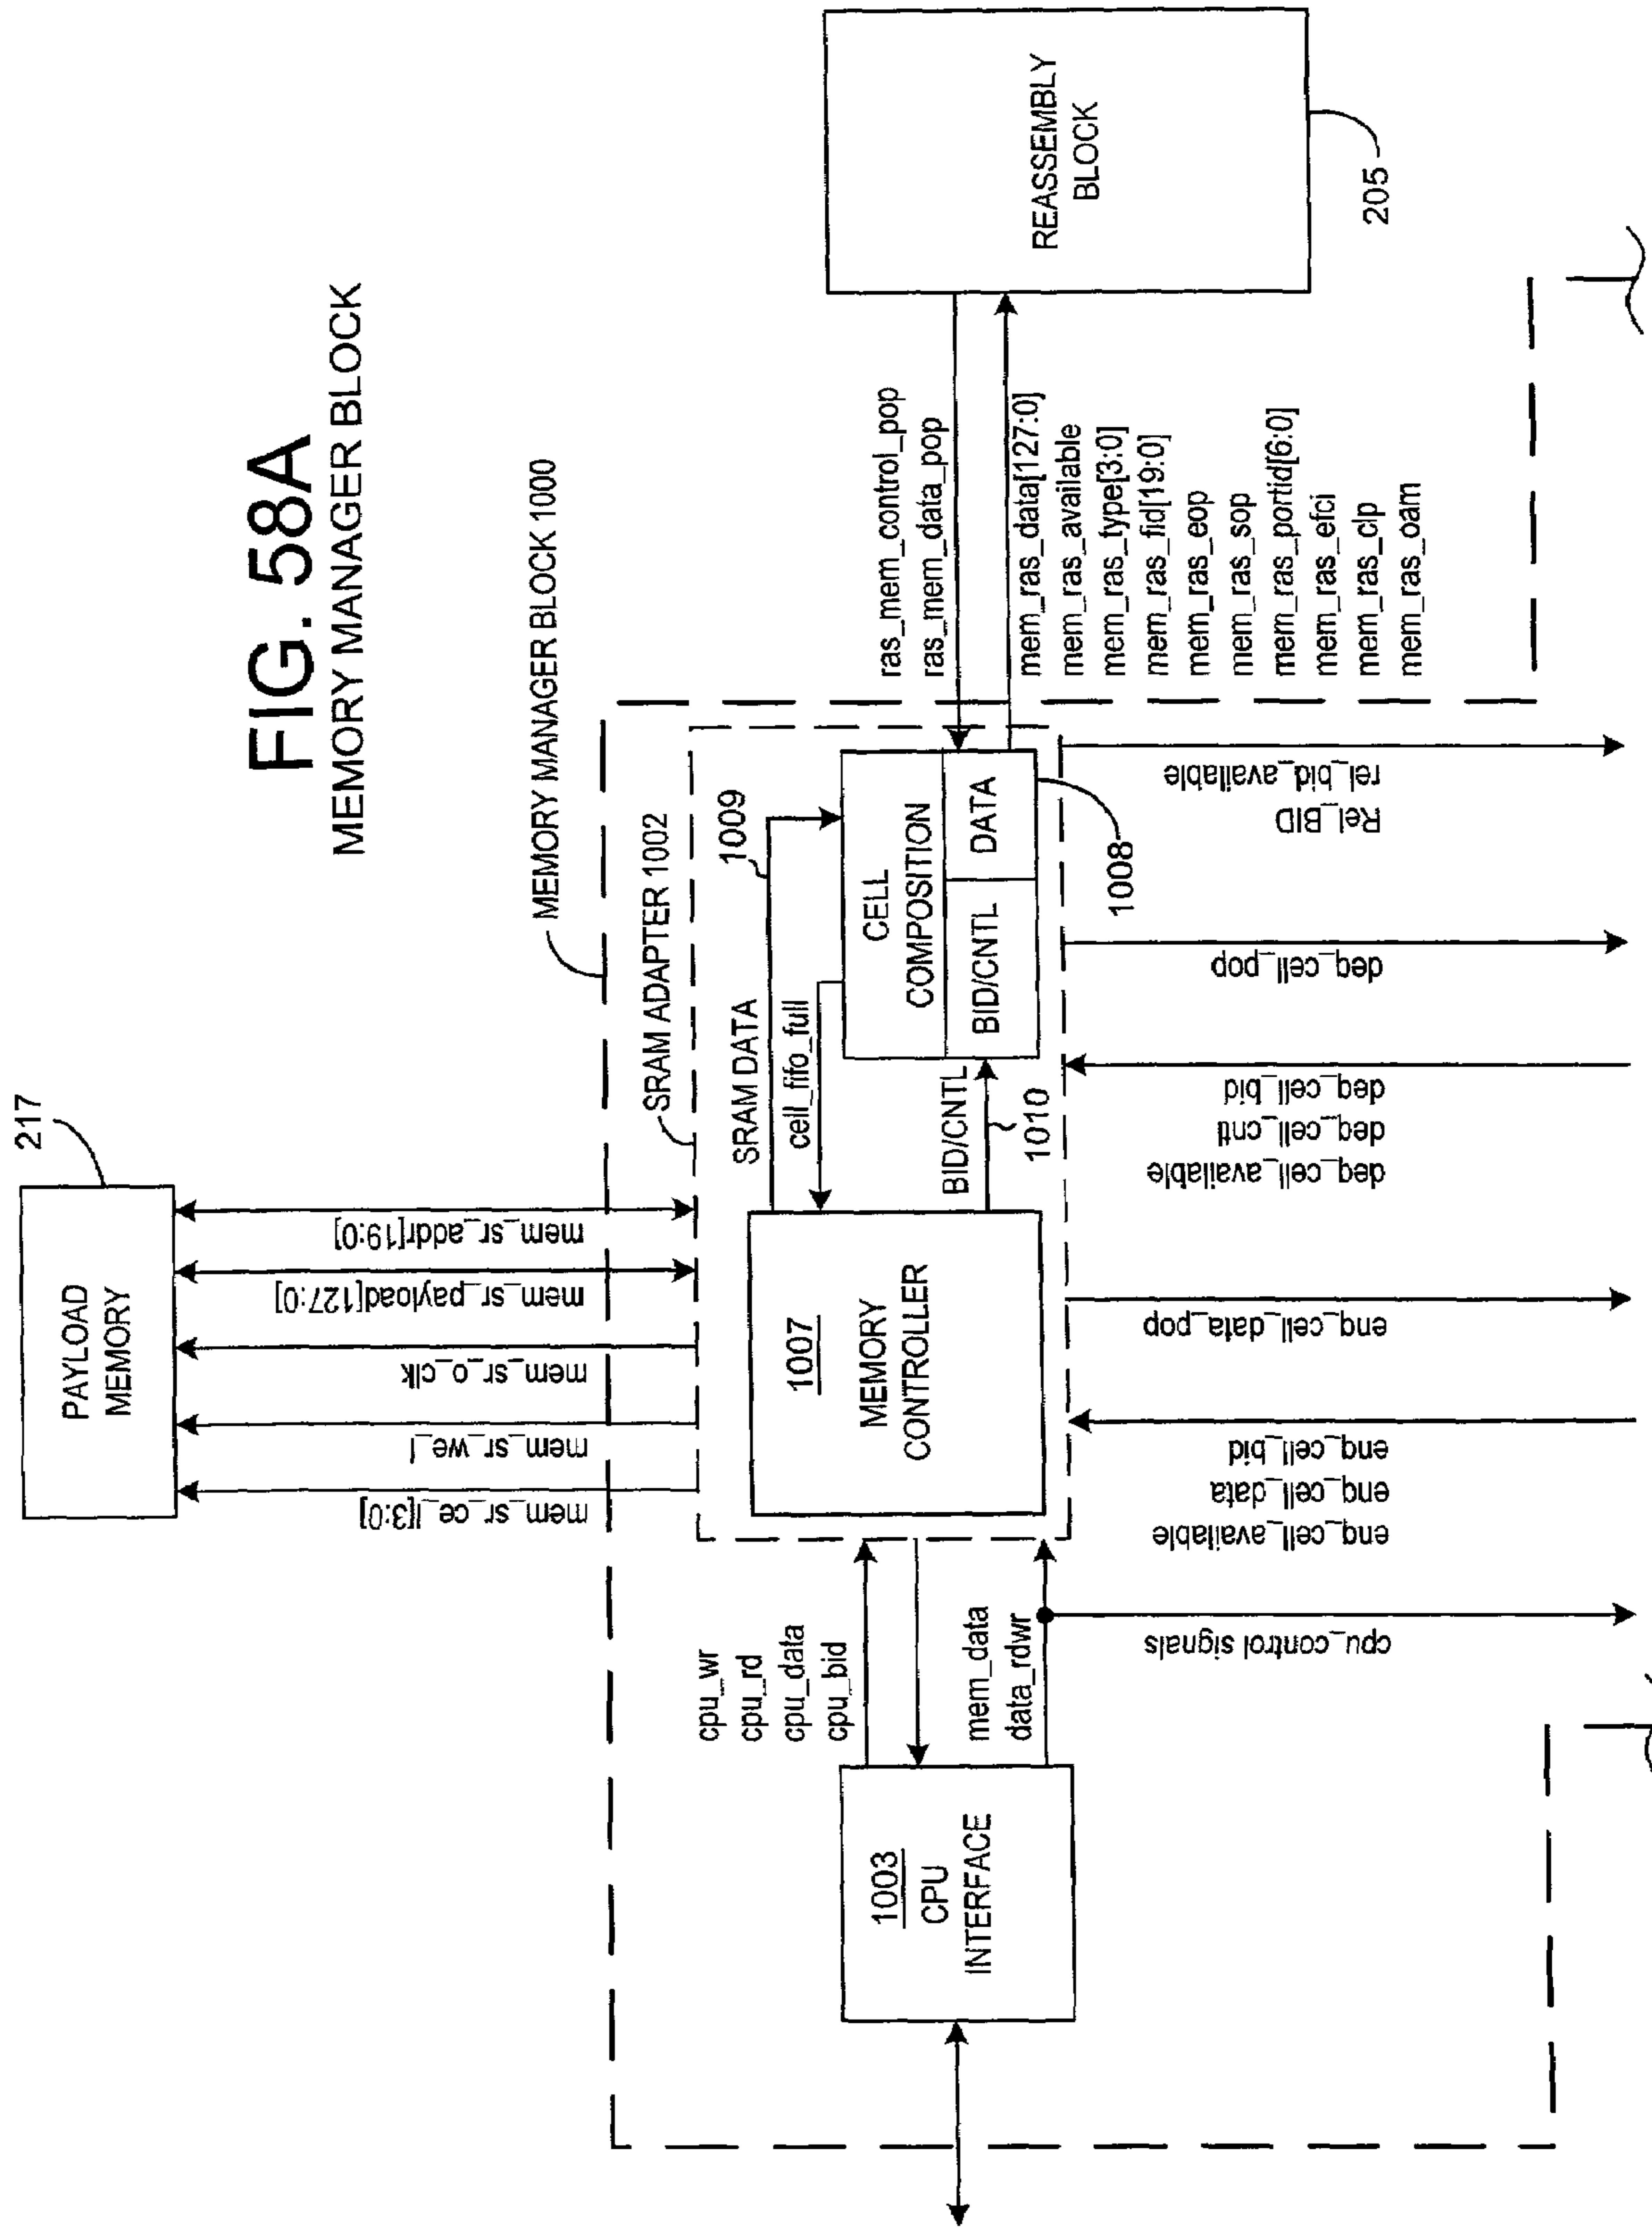 FIG. 58A
MEMORY MANAGER BLOCK
217
PAYLOAD
MEMORY
MEMORY MANAGER BLOCK 1000
SRAM ADAPTER 1002
mem_sr_ce_l[3:0]
mem_sr_we_l
mem_sr_o_clk
mem_sr_payload[127:0]
mem_sr_addr[19:0]
1003
CPU
INTERFACE
cpu_wr
cpu_rd
cpu_data
cpu_bid
mem_data
data_rdwr
1007
MEMORY
CONTROLLER
SRAM DATA
1009
cell_fifo_full
BID/CNTL
1010
CELL
COMPOSITION
BID/CNTL
DATA
1008
ras_mem_control_pop
ras_mem_data_pop
mem_ras_data[127:0]
mem_ras_available
mem_ras_type[3:0]
mem_ras_fid[19:0]
mem_ras_eop
mem_ras_sop
mem_ras_portid[6:0]
mem_ras_efci
mem_ras_clp
mem_ras_oam
REASSEMBLY
BLOCK
205
cpu_control signals
enq_cell_available
enq_cell_data
enq_cell_bid
enq_cell_data_pop
deq_cell_available
deq_cell_cntl
deq_cell_bid
deq_cell_pop
Rel_BID
rel_bid_available